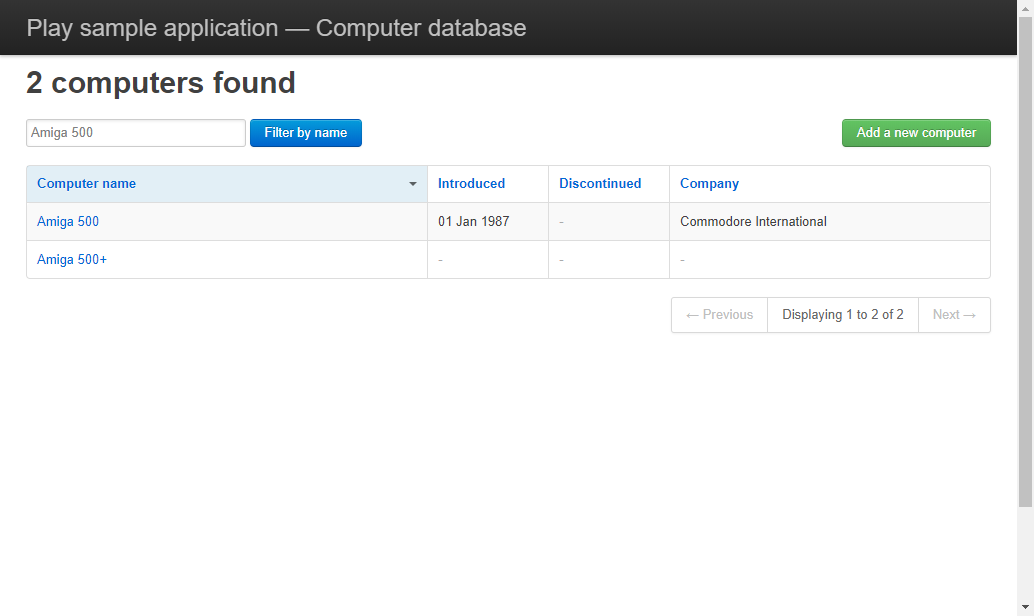 Play sample application — Computer database
2 computers found
Amiga 500 Filter by name Add a new computer
Computer name Introduced Discontinued Company
Amiga 500 01 Jan 1987 - Commodore International
Amiga 500+ - - -
← Previous Displaying 1 to 2 of 2 Next →